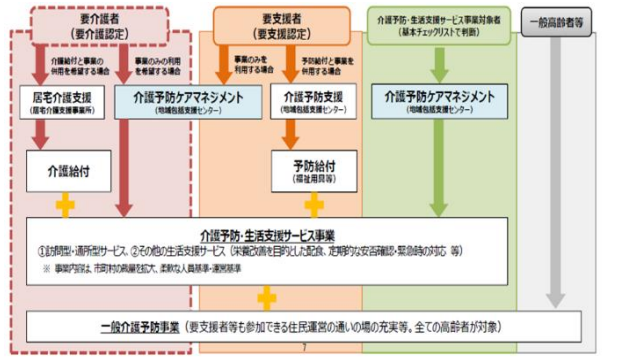 要介護者
(要介護認定)
要支援者
(要支援認定)
介護予防・生活支援サービス事業対象者
(基本チェックリストで判断)
一般高齢者等
介護給付と事業の
併用を希望する場合
事業のみの利用
を希望する場合
事業のみを
利用する場合
予防給付と事業を
併用する場合
居宅介護支援
(居宅介護支援事業所)
介護予防ケアマネジメント
(地域包括支援センター)
介護予防支援
(地域包括支援センター)
介護予防ケアマネジメント
(地域包括支援センター)
介護給付
予防給付
(福祉用具等)
介護予防・生活支援サービス事業
①訪問型・通所型サービス、②その他の生活支援サービス(栄養改善を目的とした配食、定期的な安否確認・緊急時の対応 等)
※ 事業内容は、市町村の裁量を拡大、柔軟な人員基準・運営基準
一般介護予防事業(要支援者等も参加できる住民運営の通いの場の充実等。全ての高齢者が対象)
7